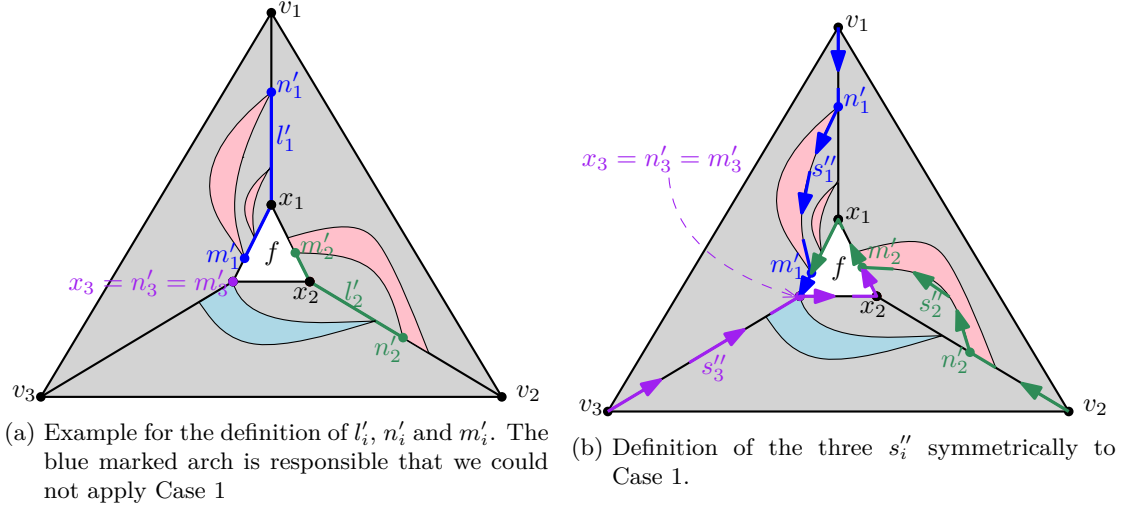 v₁
n′₁
l′₁
x₁
m′₁
f
m′₂
x₃ = n′₃ = m′₃
x₂
l′₂
n′₂
v₃
v₂
(a) Example for the definition of l′ᵢ, n′ᵢ and m′ᵢ. The
blue marked arch is responsible that we could
not apply Case 1
v₁
n′₁
x₃ = n′₃ = m′₃
s″₁
x₁
m′₁
f
m′₂
x₂
s″₂
n′₂
s″₃
v₃
v₂
(b) Definition of the three s″ᵢ symmetrically to
Case 1.